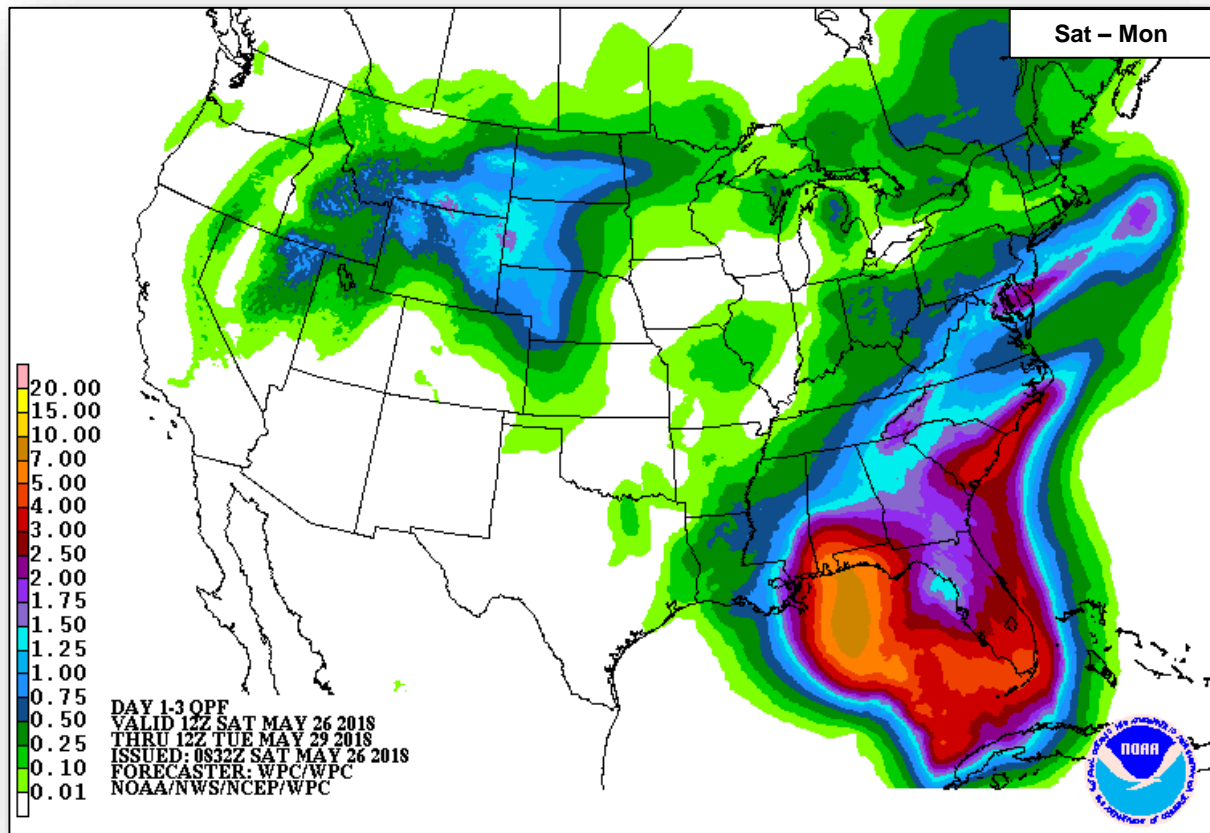 Sat – Mon
20.00
15.00
10.00
7.00
5.00
4.00
3.00
2.50
2.00
1.75
1.50
1.25
1.00
0.75
0.50
0.25
0.10
0.01
DAY 1-3 QPF
VALID 12Z SAT MAY 26 2018
THRU 12Z TUE MAY 29 2018
ISSUED: 0832Z SAT MAY 26 2018
FORECASTER: WPC/WPC
NOAA/NWS/NCEP/WPC
NOAA